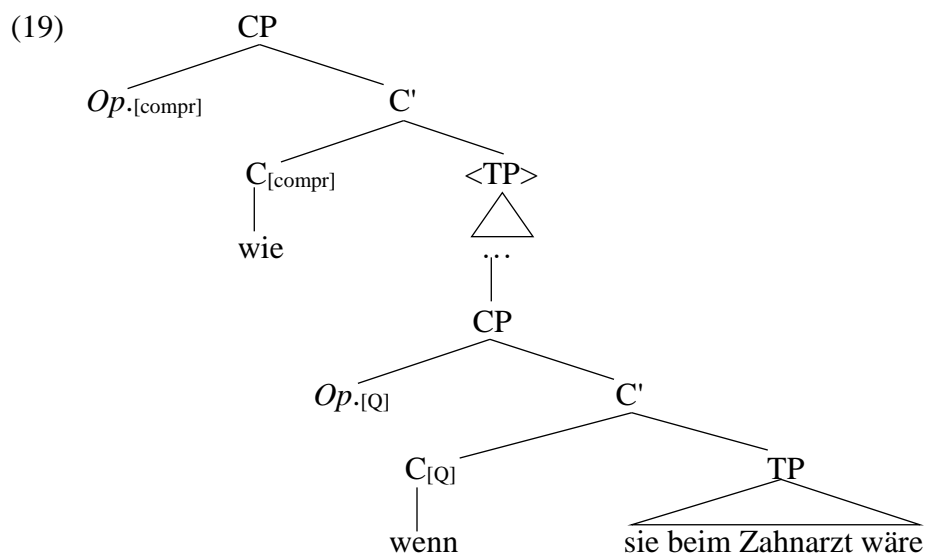 (19) CP
Op.[compr] C'
C[compr] <TP>
wie
…
CP
Op.[Q] C'
C[Q] TP
wenn sie beim Zahnarzt wäre